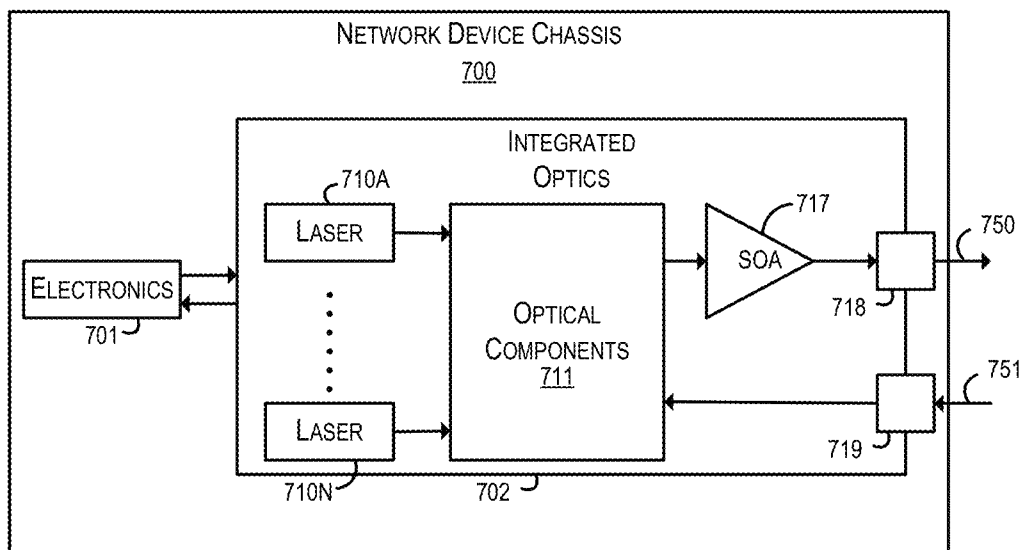 NETWORK DEVICE CHASSIS
700
INTEGRATED
OPTICS
710A
LASER
717
SOA
750
718
ELECTRONICS
701
OPTICAL
COMPONENTS
711
751
719
LASER
710N
702